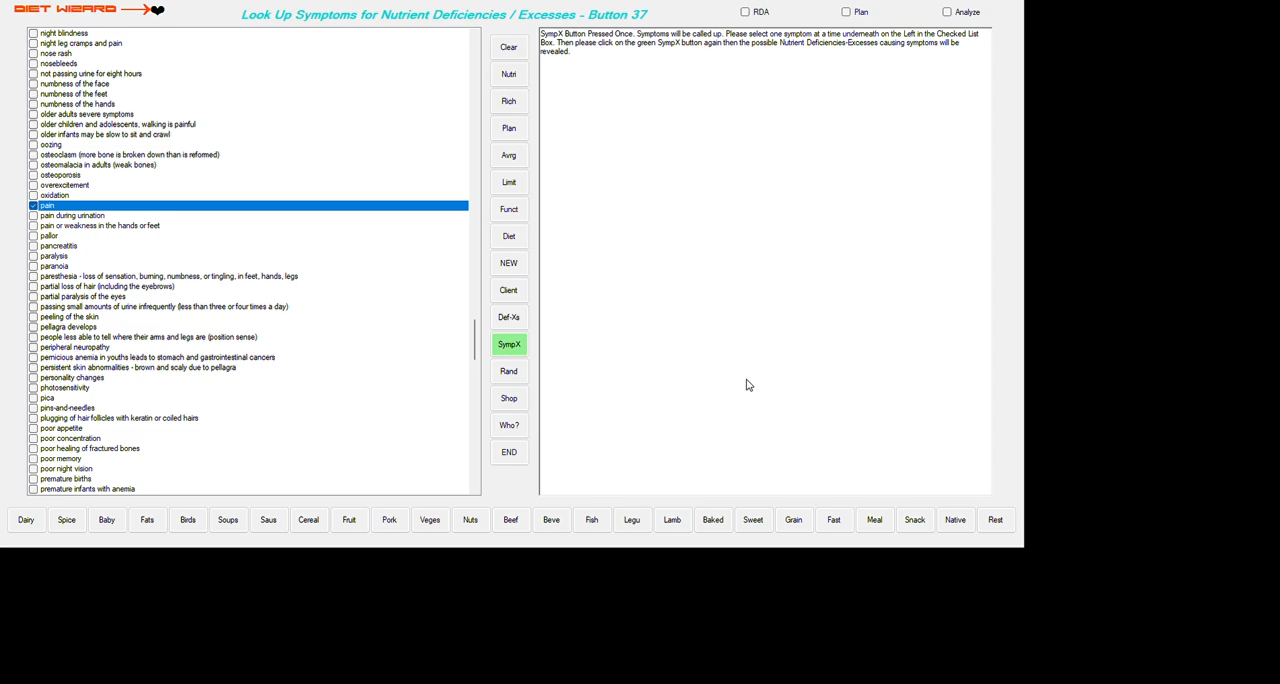 DIET WIZARD
Look Up Symptoms for Nutrient Deficiencies / Excesses - Button 37
RDA
Plan
Analyze
night blindness
night leg cramps and pain
nose rash
nosebleeds
not passing urine for eight hours
numbness of the face
numbness of the feet
numbness of the hands
older adults severe symptoms
older children and adolescents, walking is painful
older infants may be slow to sit and crawl
oozing
osteoclasm (more bone is broken down than is reformed)
osteomalacia in adults (weak bones)
osteoporosis
overexcitement
oxidation
pain
pain during urination
pain or weakness in the hands or feet
pallor
pancreatitis
paralysis
paranoia
paresthesia - loss of sensation, burning, numbness, or tingling, in feet, hands, legs
partial loss of hair (including the eyebrows)
partial paralysis of the eyes
passing small amounts of urine infrequently (less than three or four times a day)
peeling of the skin
pellagra develops
people less able to tell where their arms and legs are (position sense)
peripheral neuropathy
pernicious anemia in youths leads to stomach and gastrointestinal cancers
persistent skin abnormalities - brown and scaly due to pellagra
personality changes
photosensitivity
pica
pins-and-needles
plugging of hair follicles with keratin or coiled hairs
poor appetite
poor concentration
poor healing of fractured bones
poor memory
poor night vision
premature births
premature infants with anemia
Clear
Nutri
Rich
Plan
Avrg
Limit
Funct
Diet
NEW
Client
Def-Xs
SympX
Rand
Shop
Who?
END
SympX Button Pressed Once. Symptoms will be called up. Please select one symptom at a time underneath on the Left in the Checked List
Box. Then please click on the green SympX button again then the possible Nutrient Deficiencies-Excesses causing symptoms will be
revealed.
Dairy
Spice
Baby
Fats
Birds
Soups
Saus
Cereal
Fruit
Pork
Veges
Nuts
Beef
Beve
Fish
Legu
Lamb
Baked
Sweet
Grain
Fast
Meal
Snack
Native
Rest